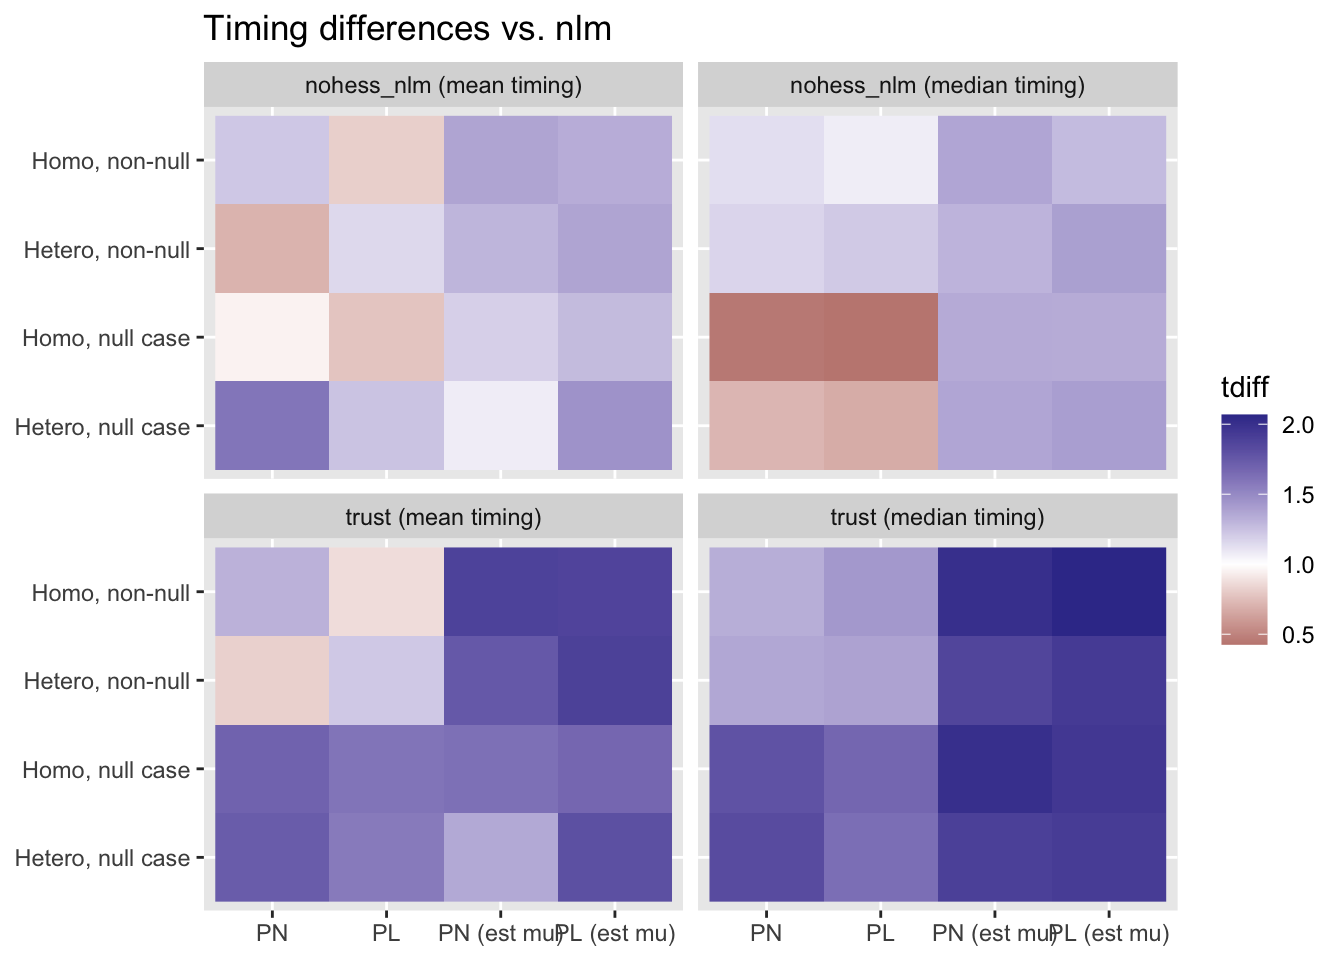 Timing differences vs. nlm
nohess_nlm (mean timing)
nohess_nlm (median timing)
Homo, non-null
Hetero, non-null
Homo, null case
Hetero, null case
trust (mean timing)
trust (median timing)
Homo, non-null
Hetero, non-null
Homo, null case
Hetero, null case
PN PL PN (est mu) PL (est mu)
PN PL PN (est mu) PL (est mu)
tdiff
2.0
1.5
1.0
0.5